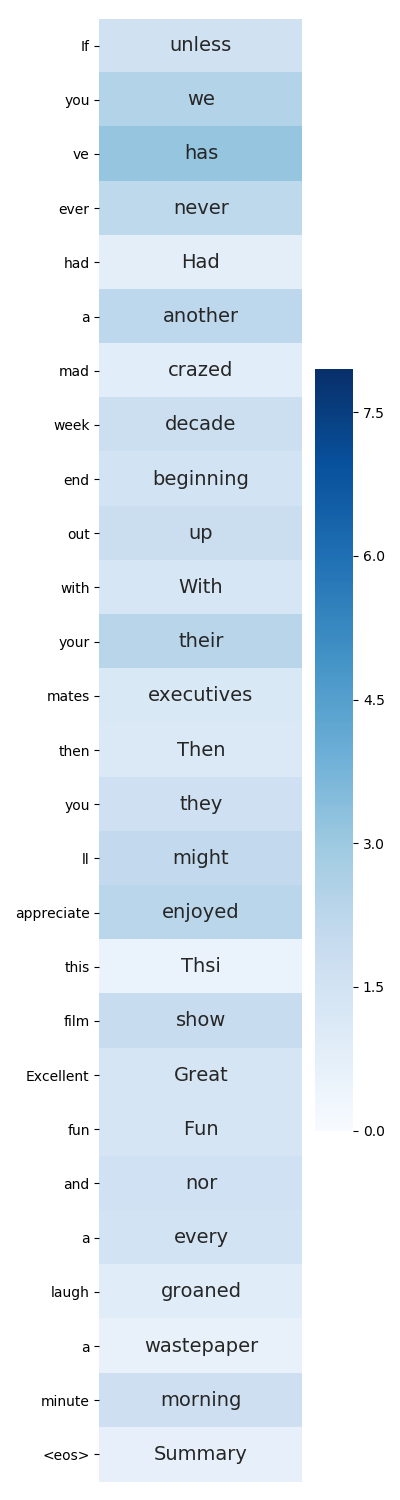 If unless
you we
ve has
ever never
had Had
a another
mad crazed
week decade
end beginning
out up
with With
your their
mates executives
then Then
you they
ll might
appreciate enjoyed
this Thsi
film show
Excellent Great
fun Fun
and nor
a every
laugh groaned
a wastepaper
minute morning
<eos> Summary
7.5
6.0
4.5
3.0
1.5
0.0